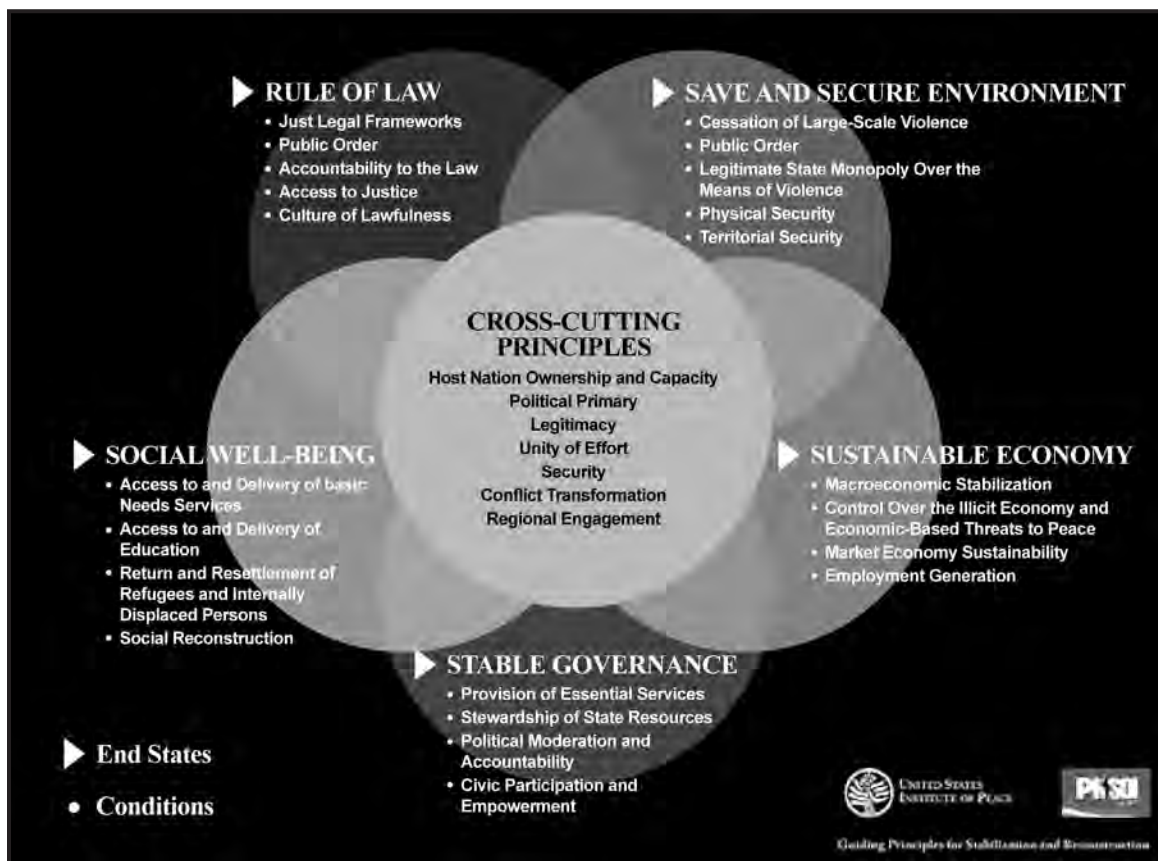 RULE OF LAW
• Just Legal Frameworks
• Public Order
• Accountability to the Law
• Access to Justice
• Culture of Lawfulness
SAVE AND SECURE ENVIRONMENT
• Cessation of Large-Scale Violence
• Public Order
• Legitimate State Monopoly Over the
Means of Violence
• Physical Security
• Territorial Security
CROSS-CUTTING
PRINCIPLES
Host Nation Ownership and Capacity
Political Primary
Legitimacy
Unity of Effort
Security
Conflict Transformation
Regional Engagement
SOCIAL WELL-BEING
• Access to and Delivery of basic
Needs Services
• Access to and Delivery of
Education
• Return and Resettlement of
Refugees and Internally
Displaced Persons
• Social Reconstruction
SUSTAINABLE ECONOMY
• Macroeconomic Stabilization
• Control Over the Illicit Economy and
Economic-Based Threats to Peace
• Market Economy Sustainability
• Employment Generation
STABLE GOVERNANCE
• Provision of Essential Services
• Stewardship of State Resources
• Political Moderation and
Accountability
• Civic Participation and
Empowerment
End States
• Conditions
UNITED STATES
INSTITUTE OF PEACE
Guiding Principles for Stabilization and Reconstruction